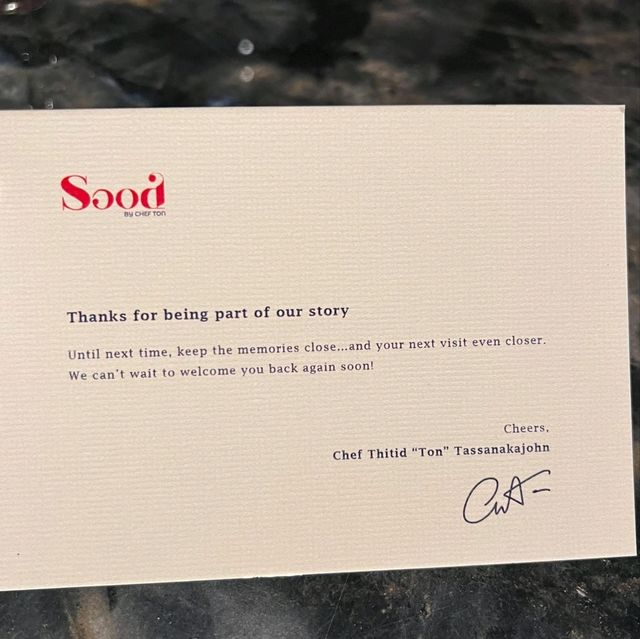 Sɔod
BY CHEF TON
Thanks for being part of our story
Until next time, keep the memories close...and your next visit even closer.
We can't wait to welcome you back again soon!
Cheers,
Chef Thitid "Ton" Tassanakajohn